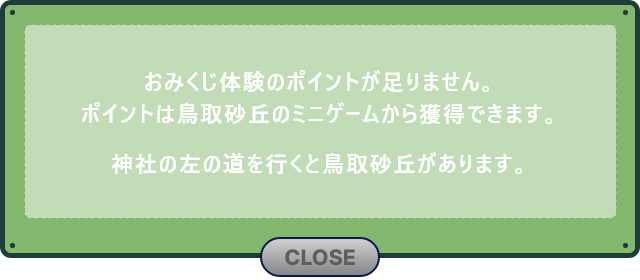 おみくじ体験のポイントが足りません。
ポイントは鳥取砂丘のミニゲームから獲得できます。
神社の左の道を行くと鳥取砂丘があります。
CLOSE